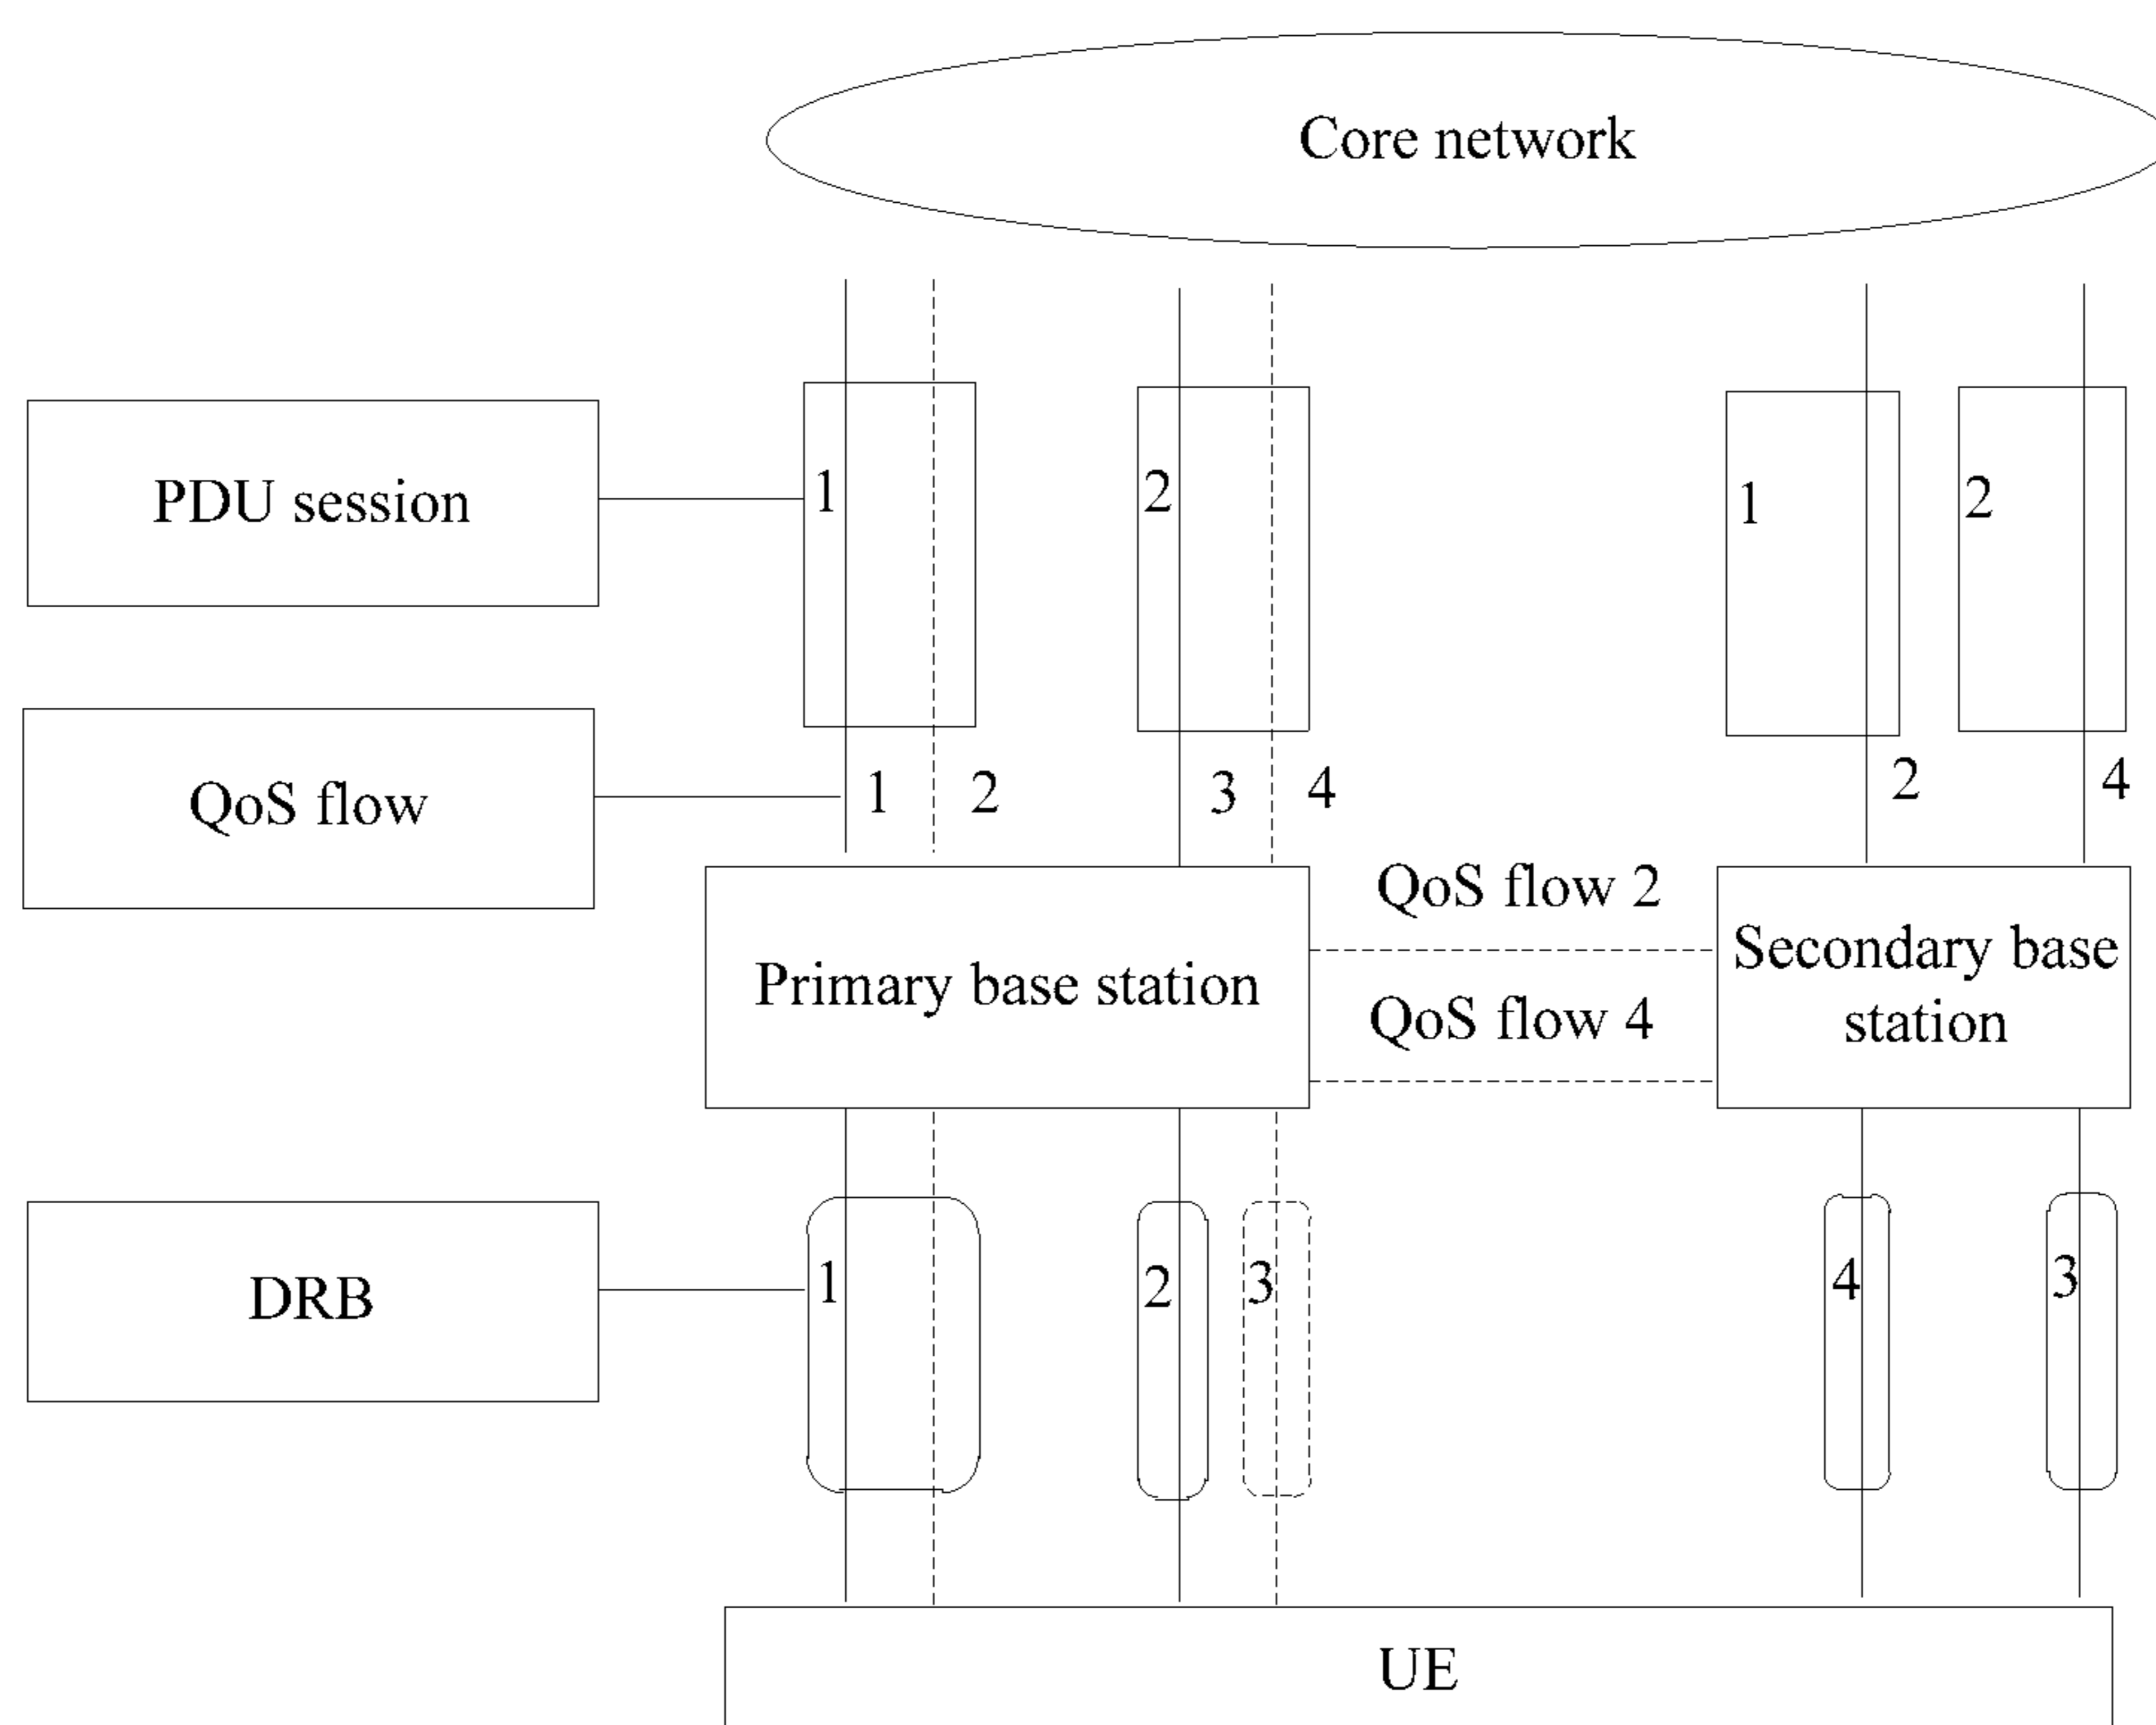 Core network
PDU session
1
2
1
2
QoS flow
1
2
3
4
2
4
QoS flow 2
Primary base station
QoS flow 4
Secondary base
station
DRB
1
2
3
4
3
UE